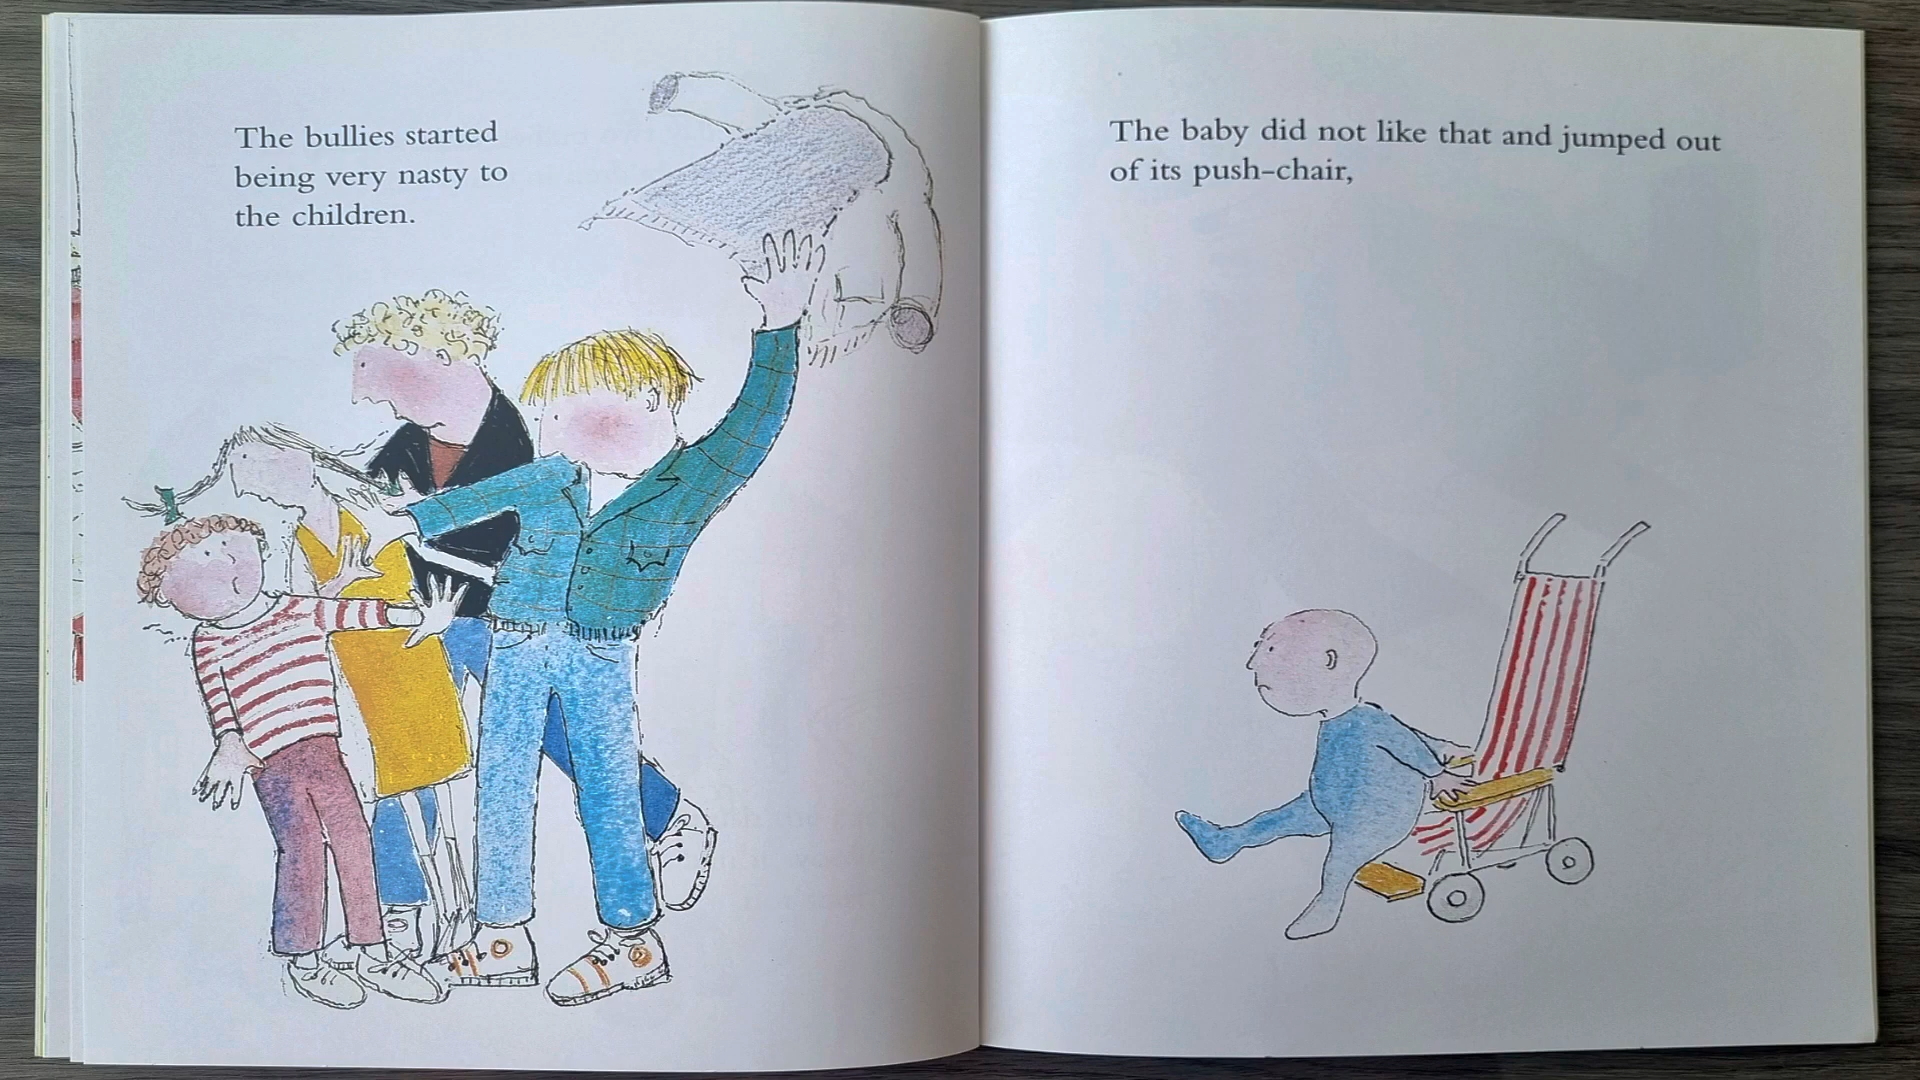 The bullies started
being very nasty to
the children.
The baby did not like that and jumped out
of its push-chair,